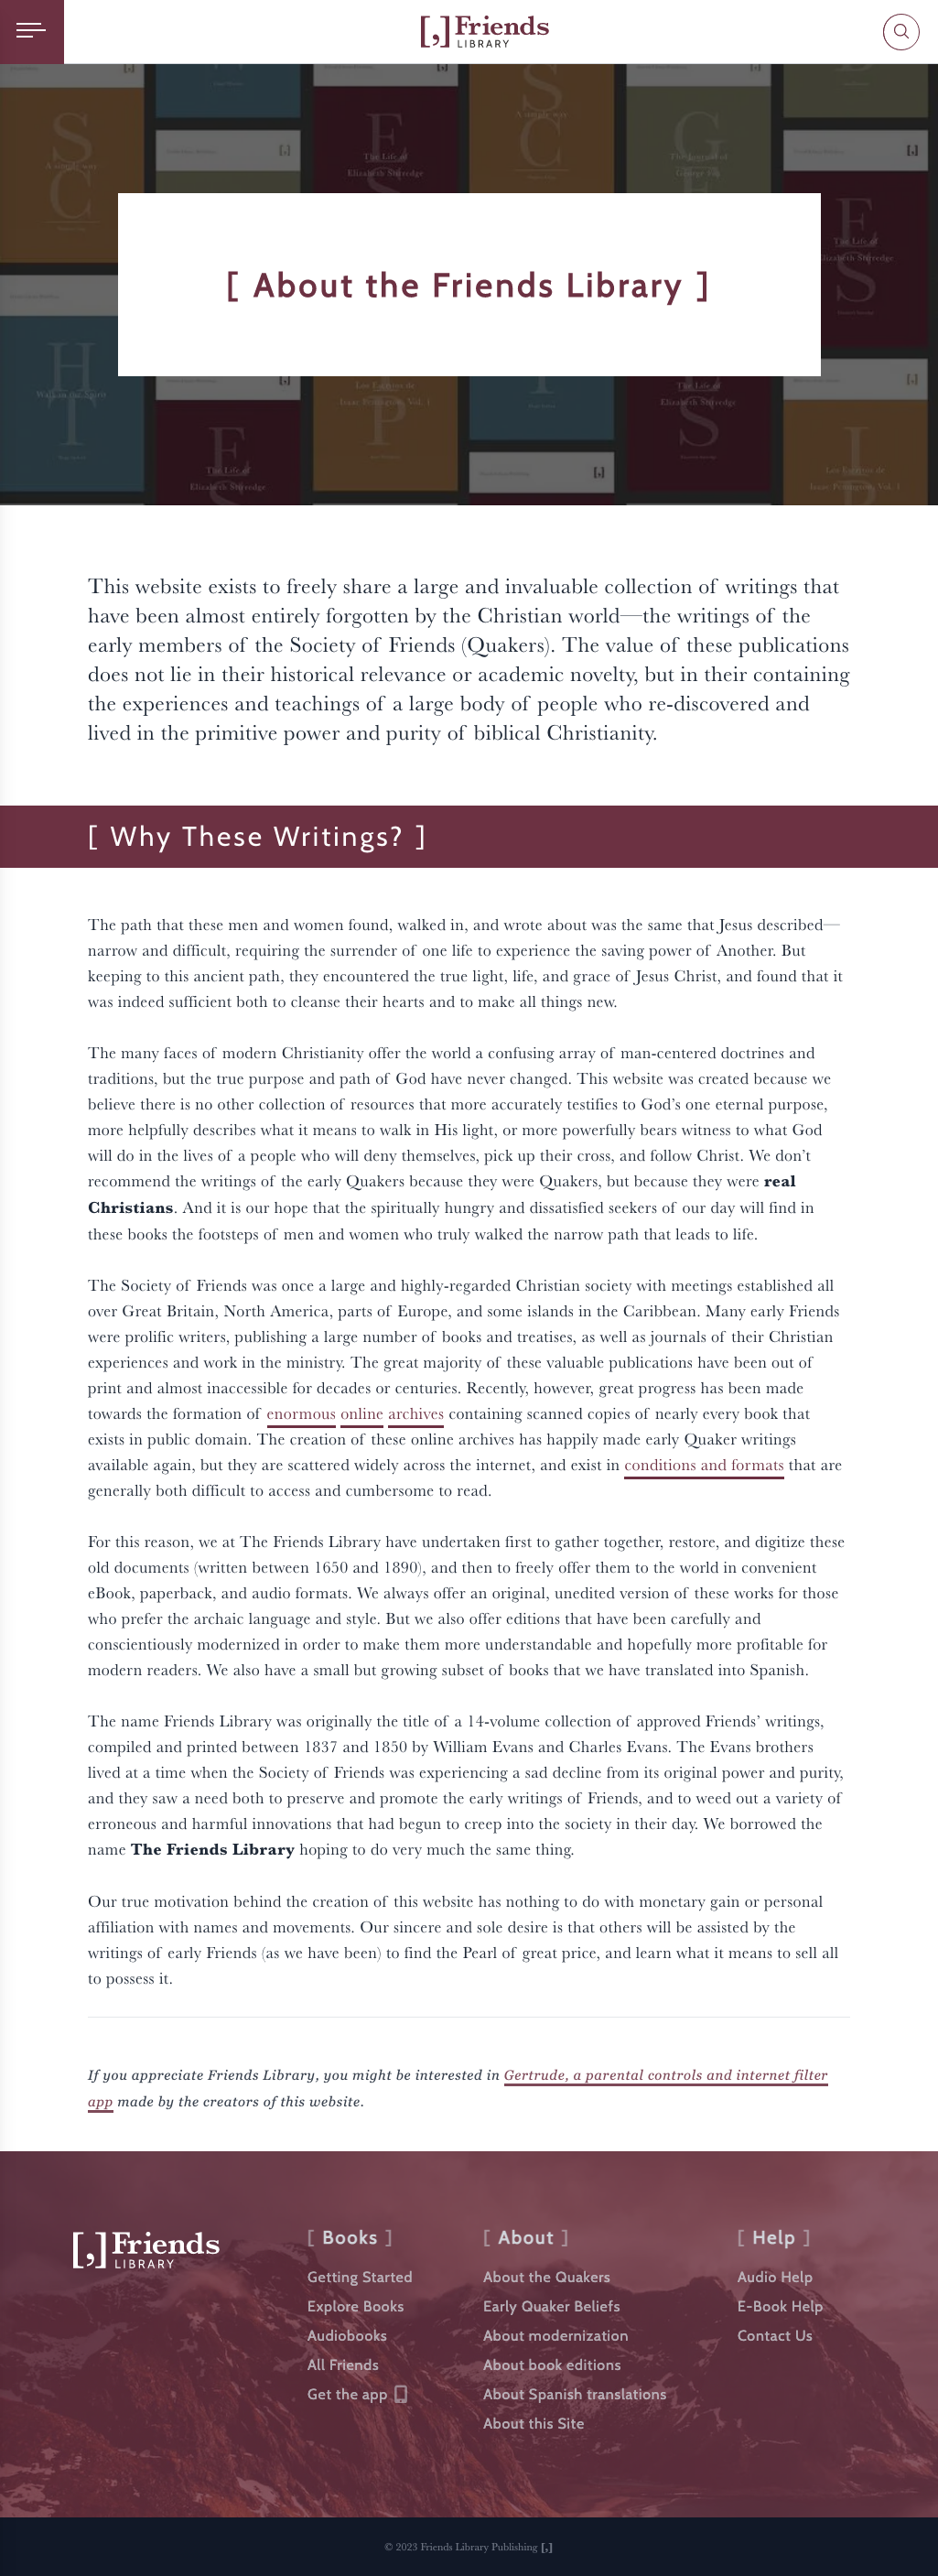 [,] Friends
LIBRARY
A simple way
The Life of
Elizabeth Stirredge
The Journal of
[ About the Friends Library ]
The Life of
Elizabeth Stirredge
Walk in the Spirit
The Life of
Elizabeth Stirredge
The Life of
Elizabeth Stirredge
This website exists to freely share a large and invaluable collection of writings that
have been almost entirely forgotten by the Christian world—the writings of the
early members of the Society of Friends (Quakers). The value of these publications
does not lie in their historical relevance or academic novelty, but in their containing
the experiences and teachings of a large body of people who re-discovered and
lived in the primitive power and purity of biblical Christianity.
[ Why These Writings? ]
The path that these men and women found, walked in, and wrote about was the same that Jesus described—
narrow and difficult, requiring the surrender of one life to experience the saving power of Another. But
keeping to this ancient path, they encountered the true light, life, and grace of Jesus Christ, and found that it
was indeed sufficient both to cleanse their hearts and to make all things new.
The many faces of modern Christianity offer the world a confusing array of man-centered doctrines and
traditions, but the true purpose and path of God have never changed. This website was created because we
believe there is no other collection of resources that more accurately testifies to God’s one eternal purpose,
more helpfully describes what it means to walk in His light, or more powerfully bears witness to what God
will do in the lives of a people who will deny themselves, pick up their cross, and follow Christ. We don’t
recommend the writings of the early Quakers because they were Quakers, but because they were real
Christians. And it is our hope that the spiritually hungry and dissatisfied seekers of our day will find in
these books the footsteps of men and women who truly walked the narrow path that leads to life.
The Society of Friends was once a large and highly-regarded Christian society with meetings established all
over Great Britain, North America, parts of Europe, and some islands in the Caribbean. Many early Friends
were prolific writers, publishing a large number of books and treatises, as well as journals of their Christian
experiences and work in the ministry. The great majority of these valuable publications have been out of
print and almost inaccessible for decades or centuries. Recently, however, great progress has been made
towards the formation of enormous online archives containing scanned copies of nearly every book that
exists in public domain. The creation of these online archives has happily made early Quaker writings
available again, but they are scattered widely across the internet, and exist in conditions and formats that are
generally both difficult to access and cumbersome to read.
For this reason, we at The Friends Library have undertaken first to gather together, restore, and digitize these
old documents (written between 1650 and 1890), and then to freely offer them to the world in convenient
eBook, paperback, and audio formats. We always offer an original, unedited version of these works for those
who prefer the archaic language and style. But we also offer editions that have been carefully and
conscientiously modernized in order to make them more understandable and hopefully more profitable for
modern readers. We also have a small but growing subset of books that we have translated into Spanish.
The name Friends Library was originally the title of a 14-volume collection of approved Friends’ writings,
compiled and printed between 1837 and 1850 by William Evans and Charles Evans. The Evans brothers
lived at a time when the Society of Friends was experiencing a sad decline from its original power and purity,
and they saw a need both to preserve and promote the early writings of Friends, and to weed out a variety of
erroneous and harmful innovations that had begun to creep into the society in their day. We borrowed the
name The Friends Library hoping to do very much the same thing.
Our true motivation behind the creation of this website has nothing to do with monetary gain or personal
affiliation with names and movements. Our sincere and sole desire is that others will be assisted by the
writings of early Friends (as we have been) to find the Pearl of great price, and learn what it means to sell all
to possess it.
If you appreciate Friends Library, you might be interested in Gertrude, a parental controls and internet filter
app made by the creators of this website.
[,] Friends
LIBRARY
[ Books ]
Getting Started
Explore Books
Audiobooks
All Friends
Get the app
[ About ]
About the Quakers
Early Quaker Beliefs
About modernization
About book editions
About Spanish translations
About this Site
[ Help ]
Audio Help
E-Book Help
Contact Us
© 2023 Friends Library Publishing [,]